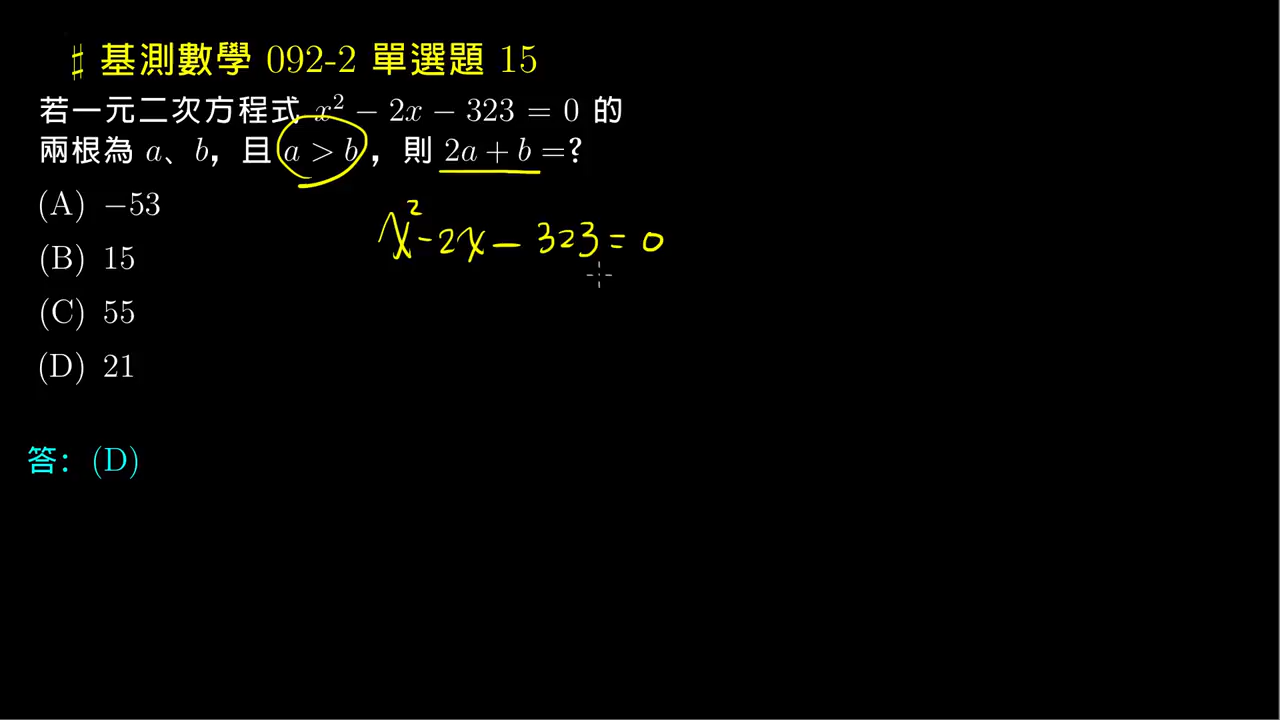 ♯ 基測數學 092-2 單選題 15
若一元二次方程式 x² − 2x − 323 = 0 的
兩根為 a、b，且 a > b，則 2a + b =?
(A) −53
x² - 2x - 323 = 0
(B) 15
(C) 55
(D) 21
答：(D)